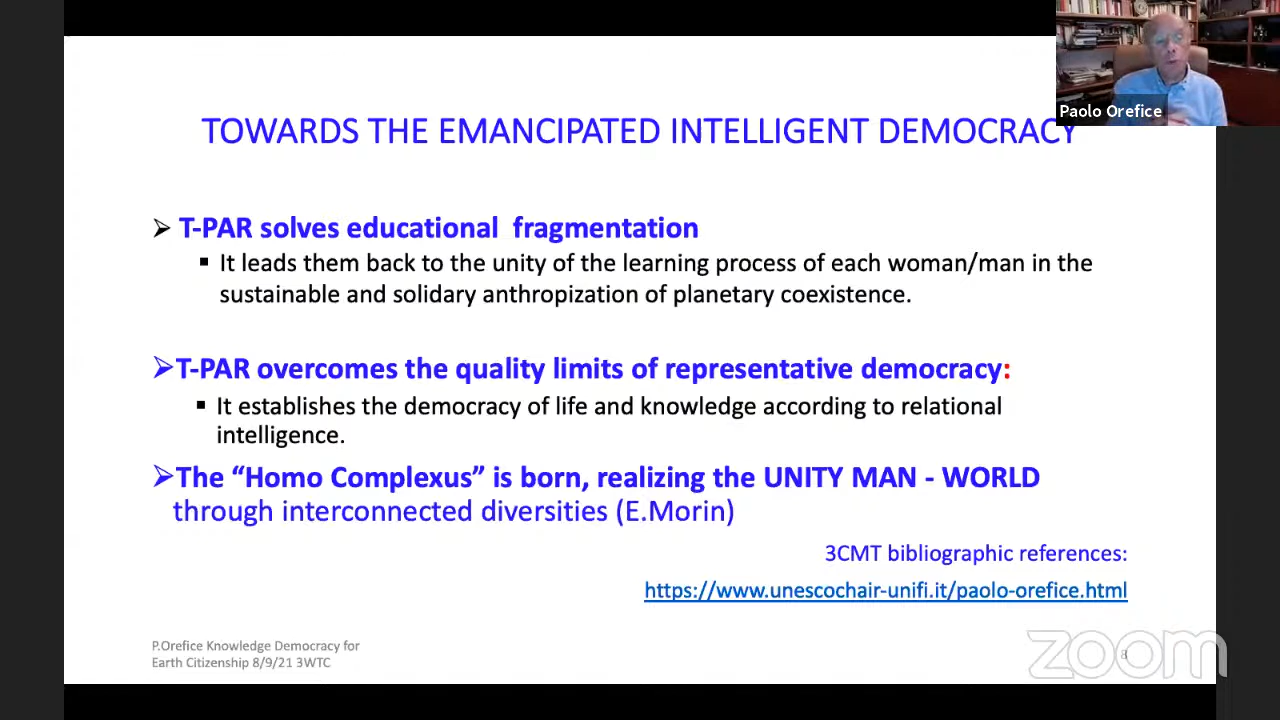 Paolo Orefice
TOWARDS THE EMANCIPATED INTELLIGENT DEMOCRACY
➢ T-PAR solves educational fragmentation
▪ It leads them back to the unity of the learning process of each woman/man in the
sustainable and solidary anthropization of planetary coexistence.
➢T-PAR overcomes the quality limits of representative democracy:
▪ It establishes the democracy of life and knowledge according to relational
intelligence.
➢The “Homo Complexus” is born, realizing the UNITY MAN - WORLD
through interconnected diversities (E.Morin)
3CMT bibliographic references:
https://www.unescochair-unifi.it/paolo-orefice.html
P.Orefice Knowledge Democracy for
Earth Citizenship 8/9/21 3WTC
8
zoom